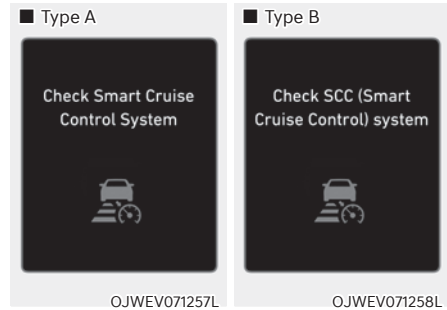 ■ Type A
Check Smart Cruise
Control System
OJWEV071257L
■ Type B
Check SCC (Smart
Cruise Control) system
OJWEV071258L